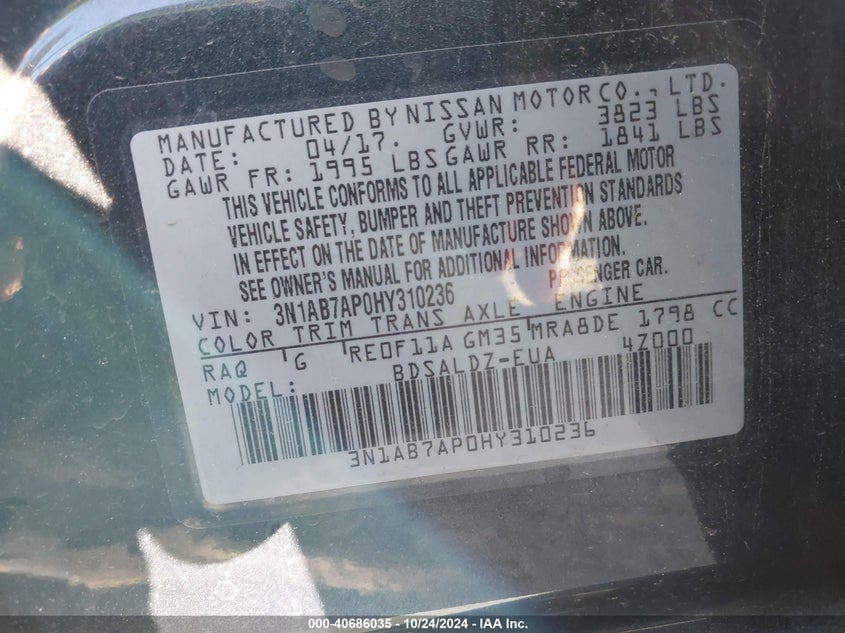 MANUFACTURED BY NISSAN MOTOR CO., LTD.
DATE: 04/17. GVWR: 3823 LBS
GAWR FR: 1995 LBS GAWR RR: 1841 LBS
THIS VEHICLE CONFORMS TO ALL APPLICABLE FEDERAL MOTOR
VEHICLE SAFETY, BUMPER AND THEFT PREVENTION STANDARDS
IN EFFECT ON THE DATE OF MANUFACTURE SHOWN ABOVE.
SEE OWNER'S MANUAL FOR ADDITIONAL INFORMATION.
VIN: 3N1AB7AP0HY310236 PASSENGER CAR.
COLOR TRIM TRANS AXLE ENGINE
RAQ G RE0F11A GM35 MRA8DE 1798 CC
MODEL: BDSALDZ-EUA 4Z000
3N1AB7AP0HY310236
000-40686035 - 10/24/2024 - IAAI Inc.